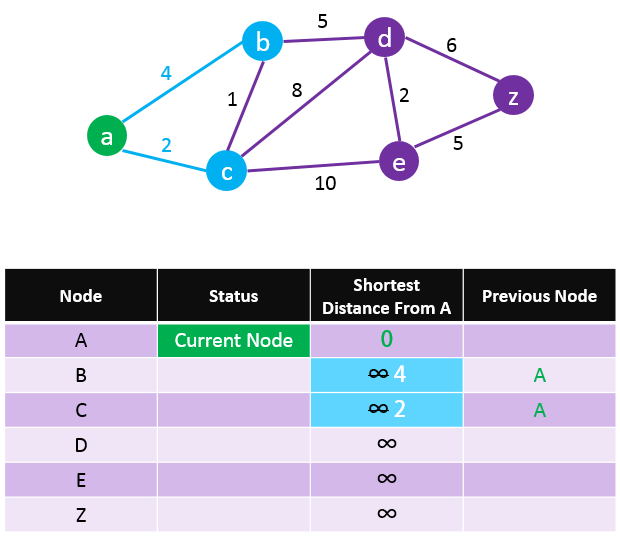 5
b
d
6
4
8
1
2
z
a
2
5
c
e
10
Node Status Shortest Distance From A Previous Node
A Current Node 0
B ∞ 4 A
C ∞ 2 A
D ∞
E ∞
Z ∞